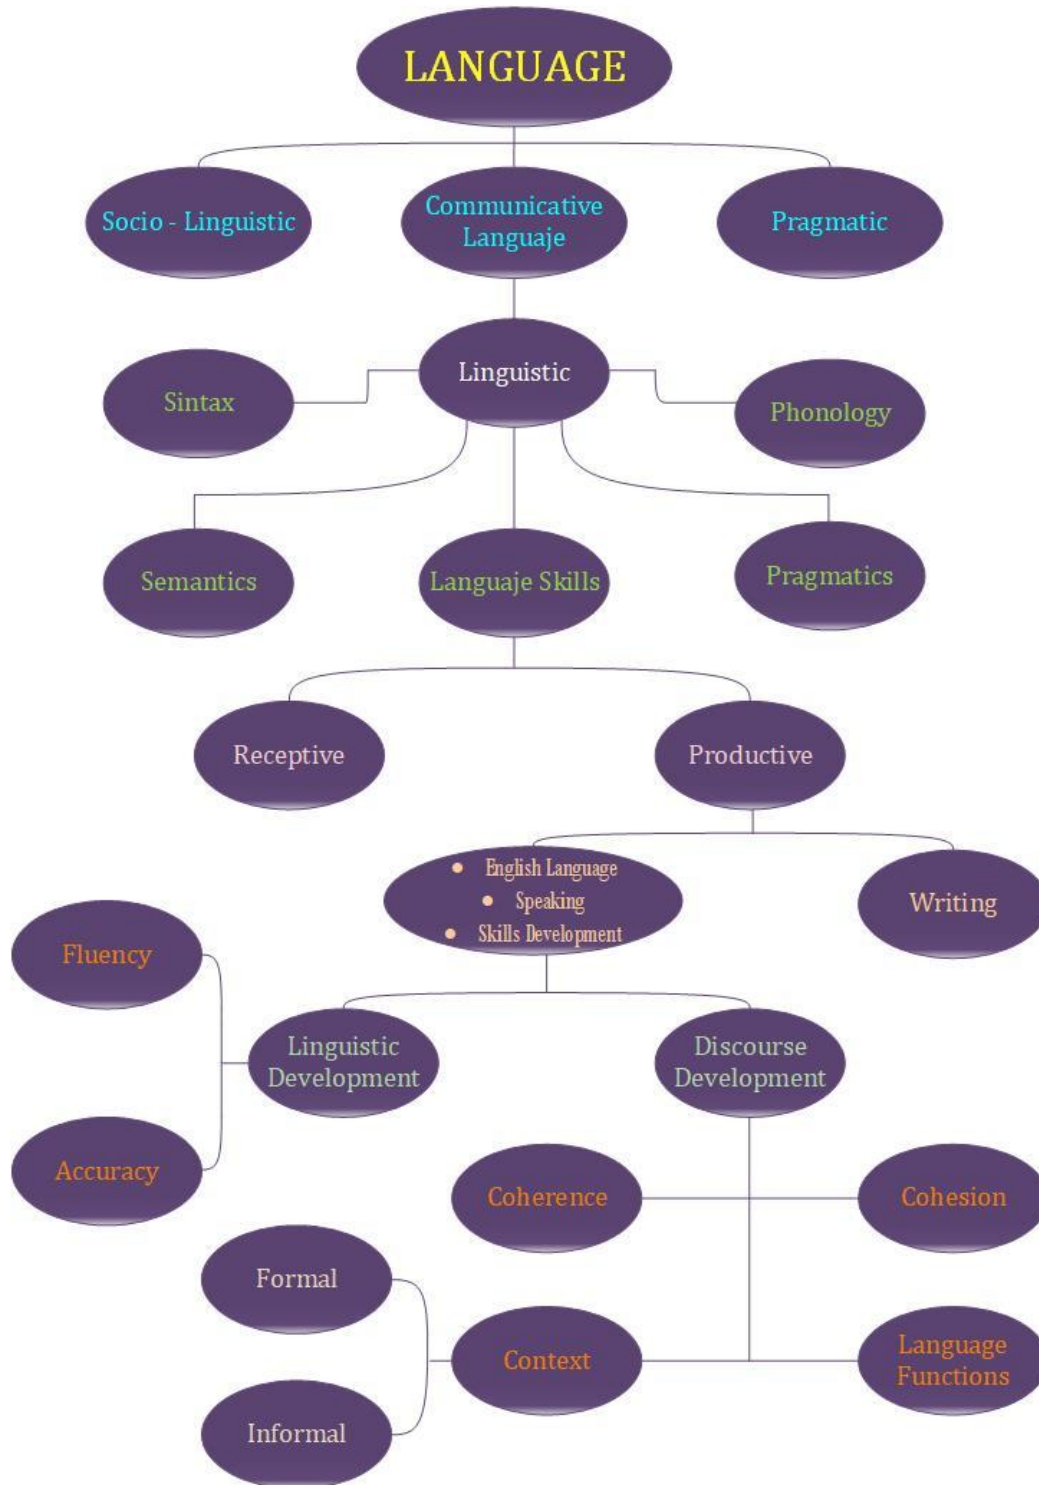 LANGUAGE
Socio - Linguistic
Communicative
Languaje
Pragmatic
Linguistic
Sintax
Phonology
Semantics
Languaje Skills
Pragmatics
Receptive
Productive
• English Language
• Speaking
• Skills Development
Writing
Fluency
Linguistic
Development
Discourse
Development
Accuracy
Coherence
Cohesion
Formal
Context
Language
Functions
Informal